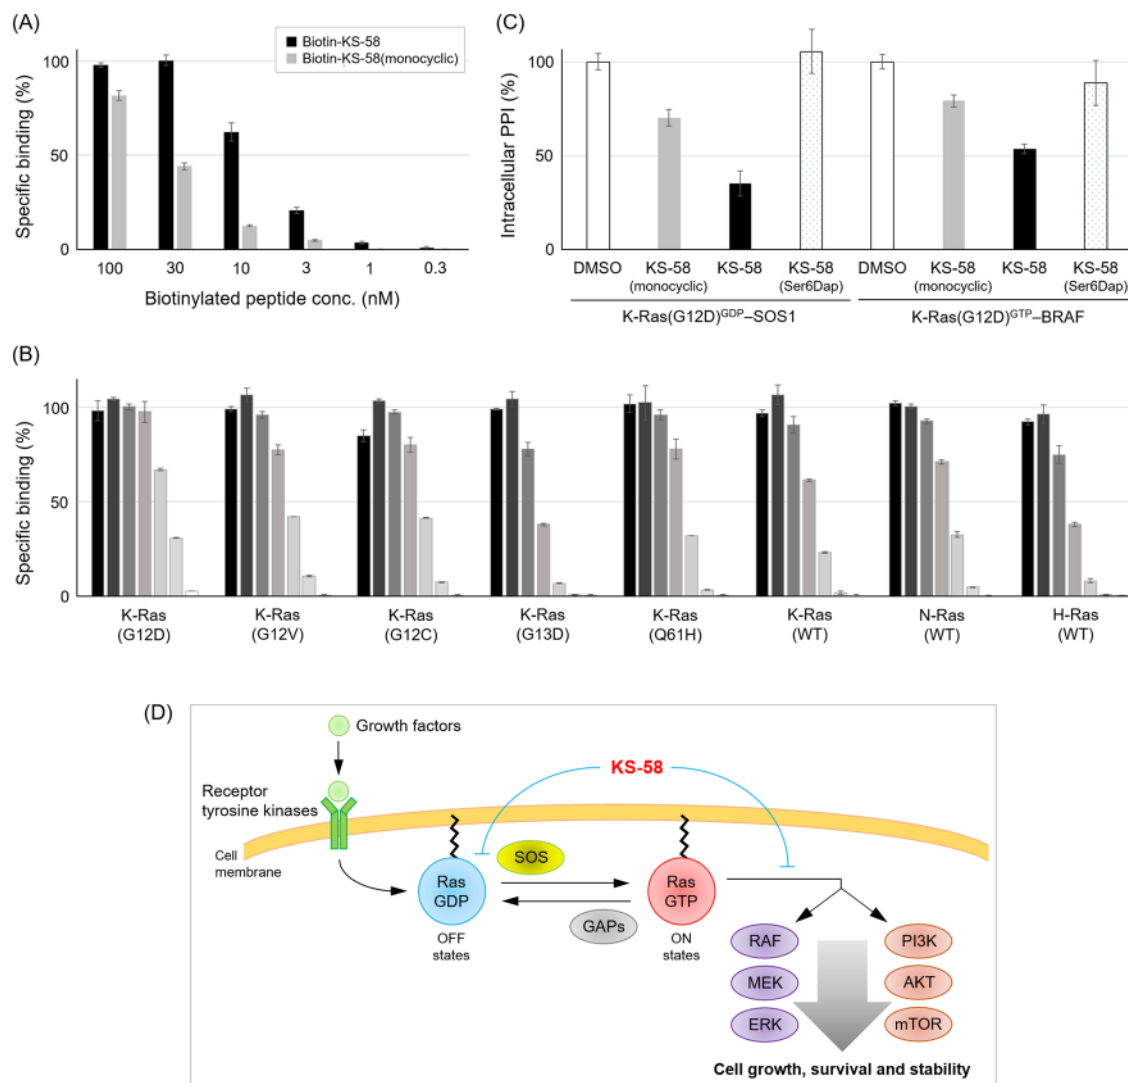 (A)
Biotin-KS-58
Biotin-KS-58(monocyclic)
Specific binding (%)
100
50
0
100 30 10 3 1 0.3
Biotinylated peptide conc. (nM)
(C)
Intracellular PPI (%)
100
50
0
DMSO KS-58 KS-58 KS-58 DMSO KS-58 KS-58 KS-58
(monocyclic) (Ser6Dap) (monocyclic) (Ser6Dap)
K-Ras(G12D)GDP–SOS1 K-Ras(G12D)GTP–BRAF
(B)
Specific binding (%)
100
50
0
K-Ras K-Ras K-Ras K-Ras K-Ras K-Ras N-Ras H-Ras
(G12D) (G12V) (G12C) (G13D) (Q61H) (WT) (WT) (WT)
(D)
Growth factors
KS-58
Receptor
tyrosine kinases
Cell
membrane
SOS
Ras
GDP
Ras
GTP
GAPs
OFF
states
ON
states
RAF
PI3K
MEK
AKT
ERK
mTOR
Cell growth, survival and stability